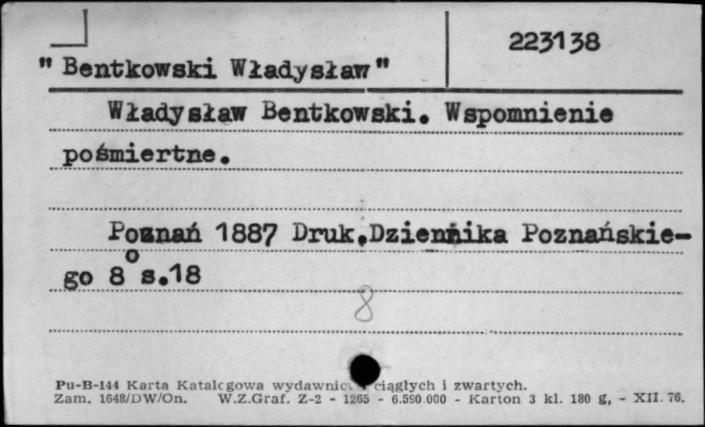 223138
"Bentkowski Władysław"
Władysław Bentkowski. Wspomnienie
pośmiertne.
Poznań 1887 Druk.Dziennika Poznańskie-
go 8° s.18
8
Pu-B-144 Karta Katalogowa wydawnictw ciągłych i zwartych.
Zam. 1648/DW/On. W.Z.Graf. Z-2 - 1265 - 6.590.000 - Karton 3 kl. 180 g, - XII. 76.